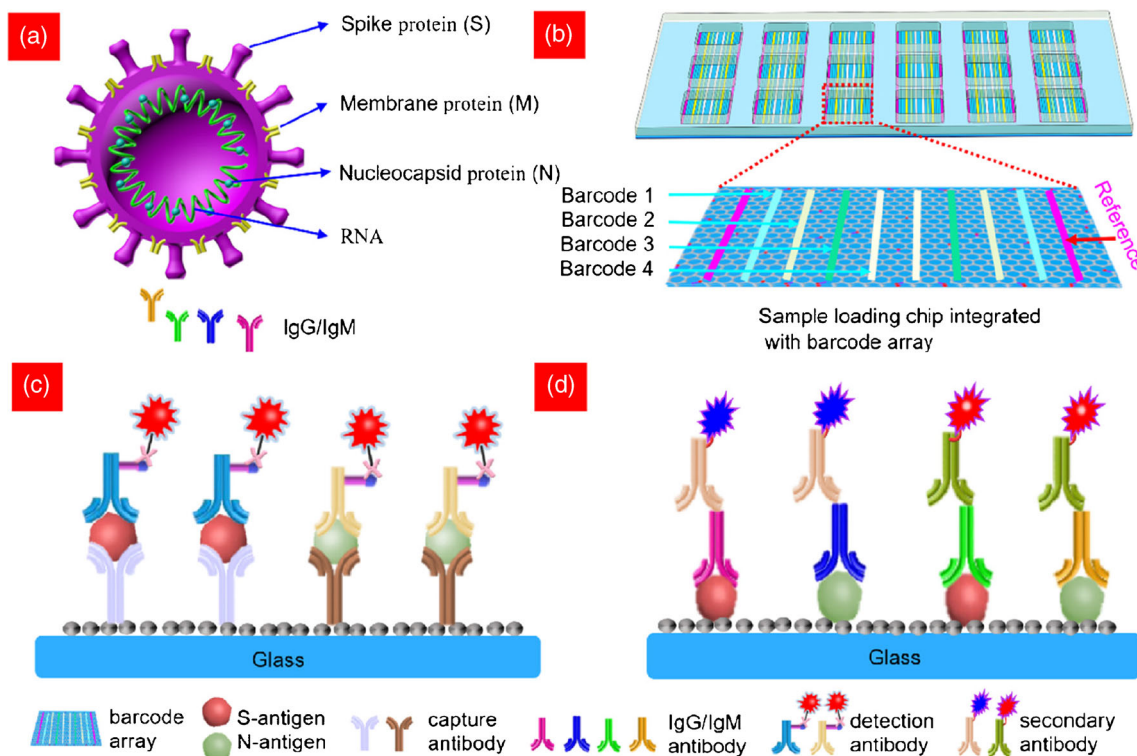 (a)
Spike protein (S)
Membrane protein (M)
Nucleocapsid protein (N)
RNA
IgG/IgM
(b)
Barcode 1
Barcode 2
Barcode 3
Barcode 4
Reference
Sample loading chip integrated
with barcode array
(c)
Glass
(d)
Glass
barcode
array
S-antigen
N-antigen
capture
antibody
IgG/IgM
antibody
detection
antibody
secondary
antibody